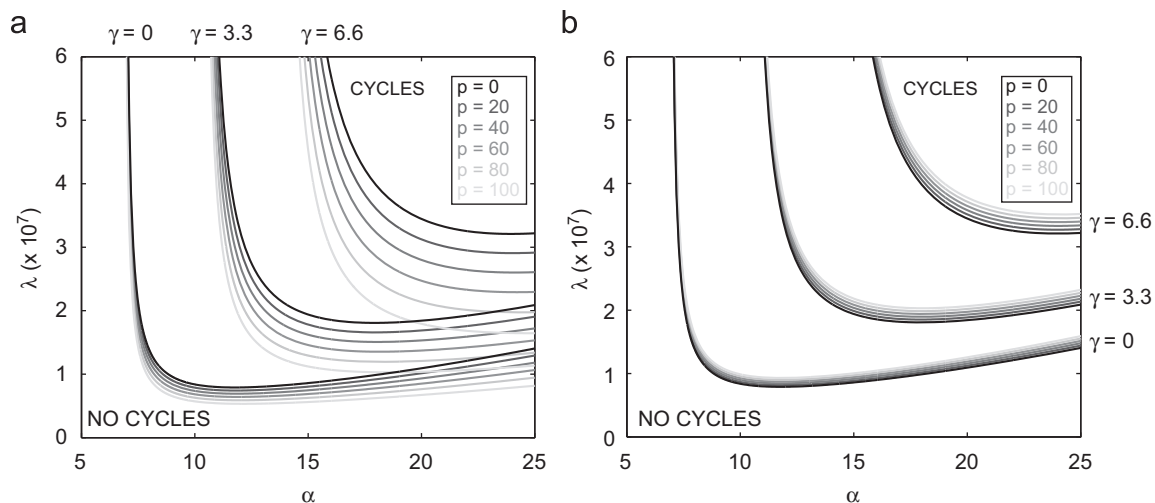 a
γ = 0 γ = 3.3 γ = 6.6
6
5
4
3
2
1
0
λ (x 10⁷)
CYCLES
p = 0
p = 20
p = 40
p = 60
p = 80
p = 100
NO CYCLES
5 10 15 20 25
α
b
6
5
4
3
2
1
0
λ (x 10⁷)
CYCLES
p = 0
p = 20
p = 40
p = 60
p = 80
p = 100
γ = 6.6
γ = 3.3
γ = 0
NO CYCLES
5 10 15 20 25
α